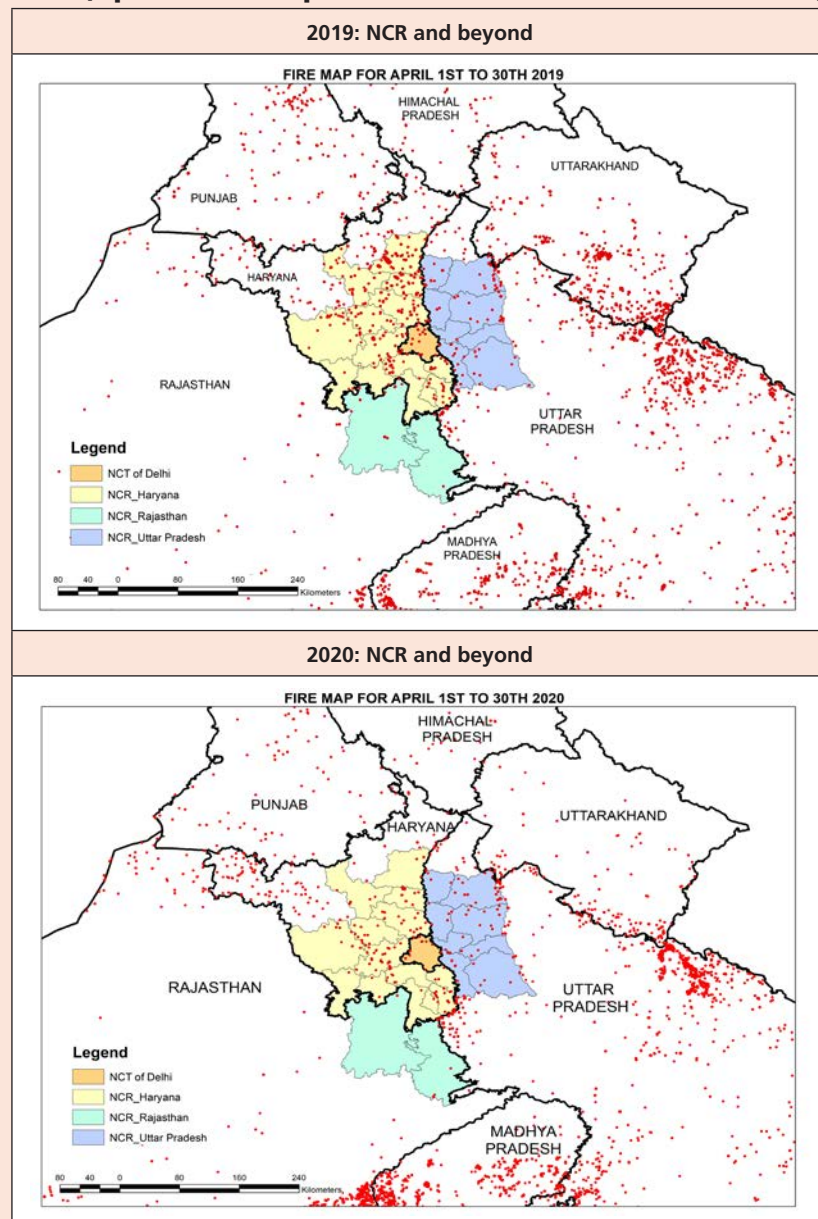 2019: NCR and beyond
FIRE MAP FOR APRIL 1ST TO 30TH 2019
HIMACHAL
PRADESH
UTTARAKHAND
PUNJAB
HARYANA
RAJASTHAN
UTTAR
PRADESH
Legend
NCT of Delhi
NCR_Haryana
NCR_Rajasthan
NCR_Uttar Pradesh
MADHYA
PRADESH
80 40 0 80 160 240
Kilometers
2020: NCR and beyond
FIRE MAP FOR APRIL 1ST TO 30TH 2020
HIMACHAL
PRADESH
PUNJAB
HARYANA
UTTARAKHAND
RAJASTHAN
UTTAR
PRADESH
Legend
NCT of Delhi
NCR_Haryana
NCR_Rajasthan
NCR_Uttar Pradesh
MADHYA
PRADESH
80 40 0 80 160 240
Kilometers